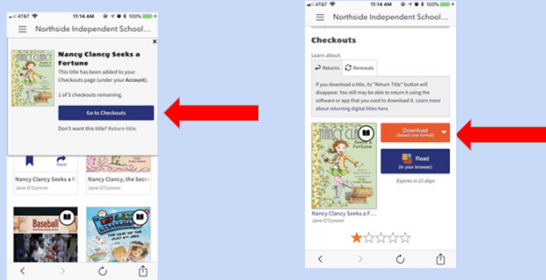 AT&T 11:14 AM 100%
Northside Independent School...
Nancy Clancy Seeks a
Fortune
This title has been added to your
Checkouts page (under your Account).
1 of 5 checkouts remaining.
Go to Checkouts
Don't want this title? Return title.
Nancy Clancy Seeks a F
Jane O'Connor
Nancy Clancy, the Secr
Jane O'Connor
Baseball
AT&T 11:14 AM 100%
Northside Independent School...
Checkouts
Learn about:
Returns
Renewals
If you download a title, its "Return Title" button will
disappear. You still may be able to return it using the
software or app that you used to download it. Learn more
about returning digital titles here.
NANCY CLANCY
Seeks a
Fortune
Download
(Select one format)
Read
(in your browser)
Expires in 21 days
Nancy Clancy Seeks a F...
Jane O'Connor